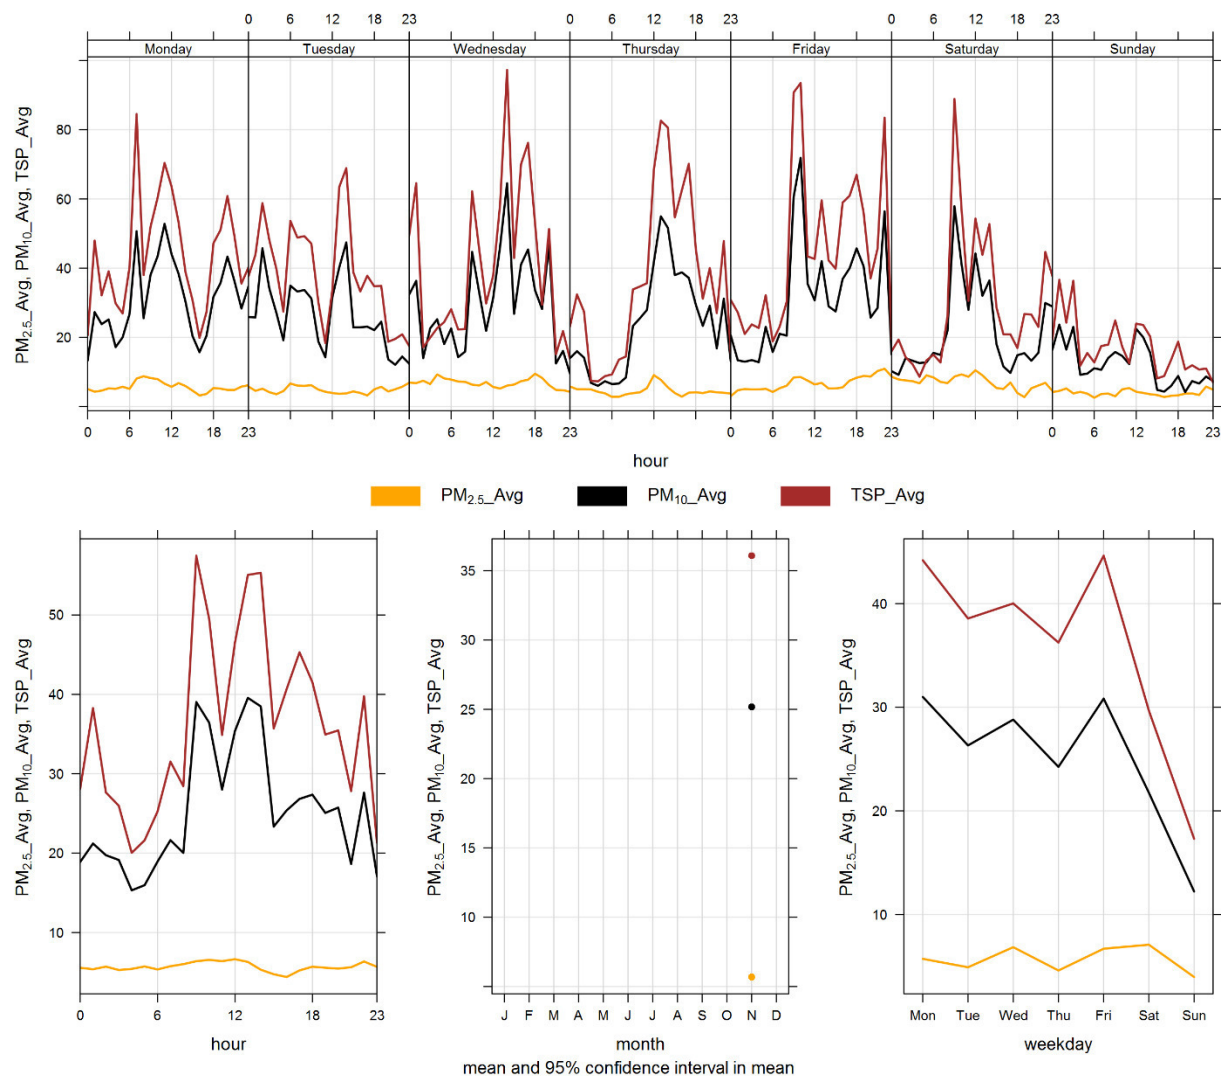 0 6 12 18 23 0 6 12 18 23 0 6 12 18 23
Monday Tuesday Wednesday Thursday Friday Saturday Sunday
PM2.5_Avg, PM10_Avg, TSP_Avg
80
60
40
20
0 6 12 18 23 0 6 12 18 23 0 6 12 18 23 0 6 12 18 23
hour
PM2.5_Avg PM10_Avg TSP_Avg
PM2.5_Avg, PM10_Avg, TSP_Avg
50
40
30
20
10
0 6 12 18 23
hour
PM2.5_Avg, PM10_Avg, TSP_Avg
35
30
25
20
15
10
J F M A M J J A S O N D
month
mean and 95% confidence interval in mean
PM2.5_Avg, PM10_Avg, TSP_Avg
40
30
20
10
Mon Tue Wed Thu Fri Sat Sun
weekday